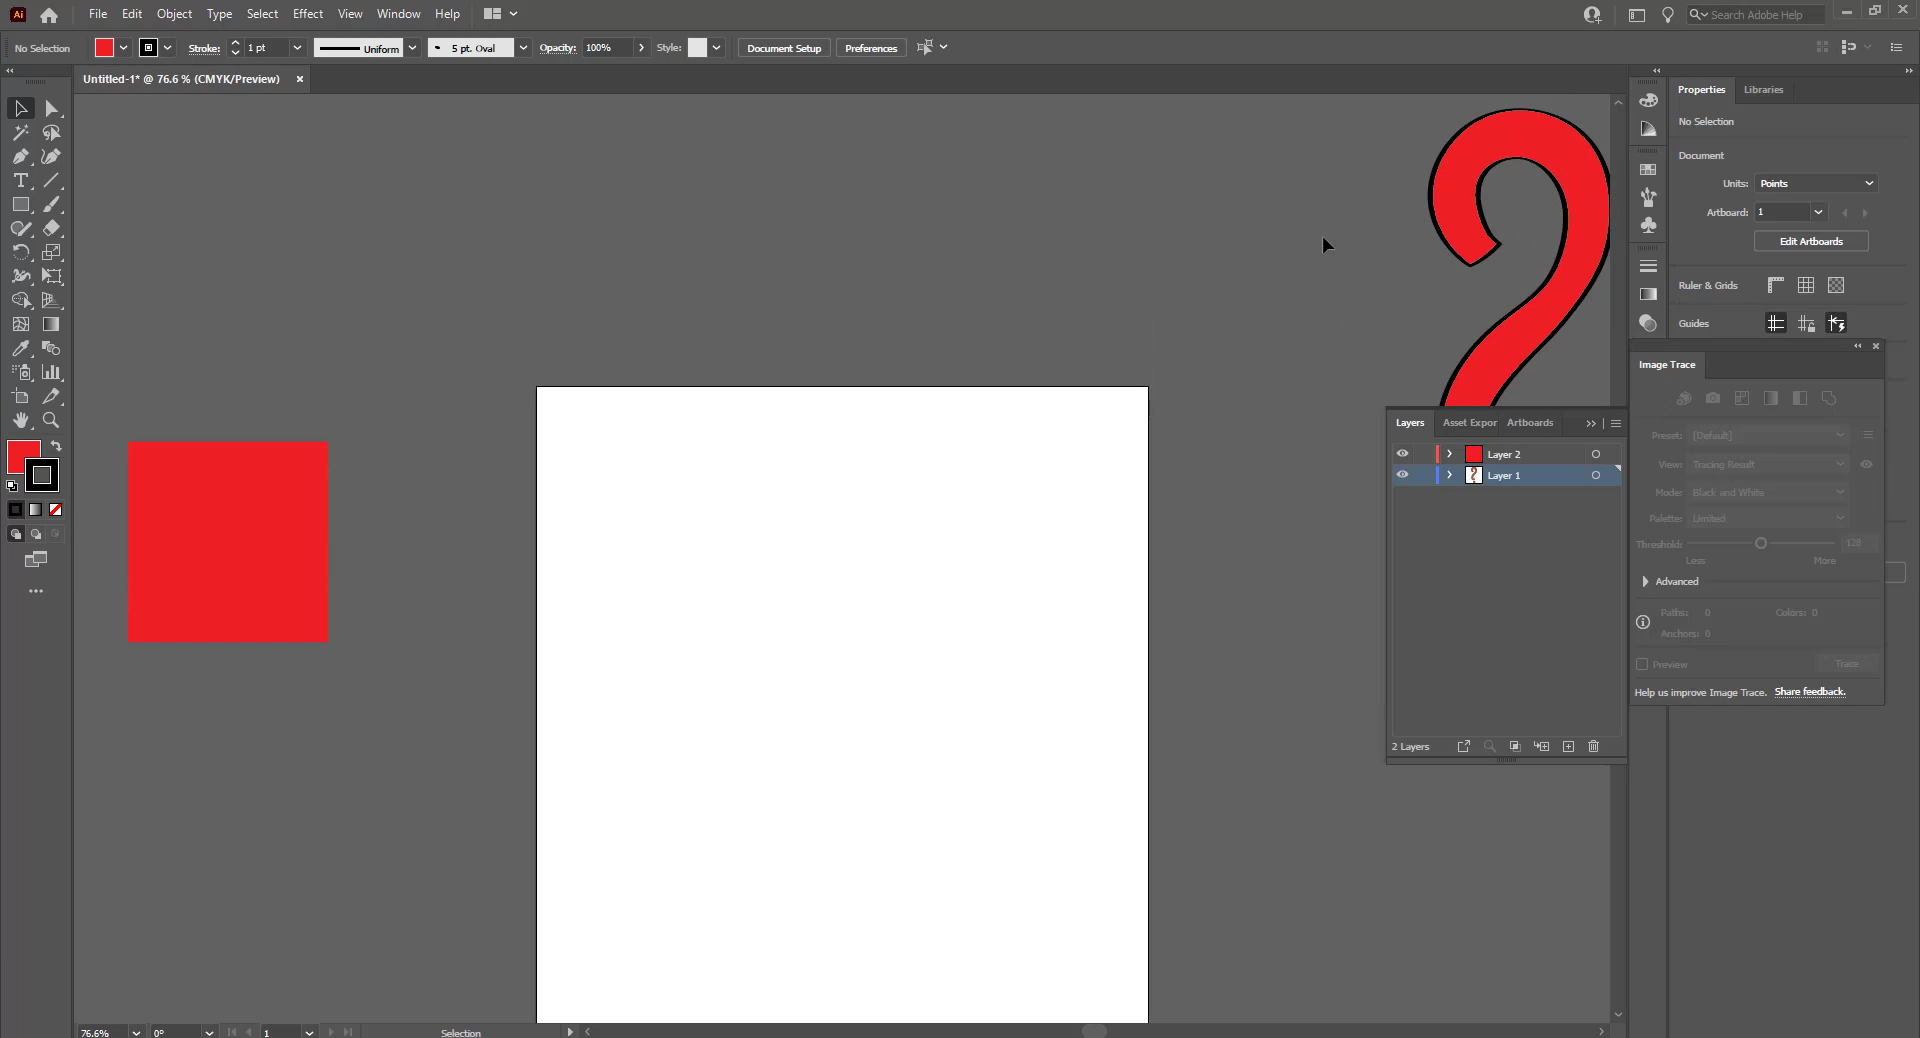 Ai File Edit Object Type Select Effect View Window Help Search Adobe Help
No Selection Stroke: 1 pt Uniform 5 pt. Oval Opacity: 100% Style: Document Setup Preferences
Untitled-1* @ 76.6 % (CMYK/Preview)
Properties Libraries
No Selection
Document
Units: Points
Artboard: 1
Edit Artboards
Ruler & Grids
Guides
Image Trace
Preset: [Default]
View: Tracing Result
Mode: Black and White
Palette: Limited
Threshold: 128
Less More
Advanced
Paths: 0 Colors: 0
Anchors: 0
Preview Trace
Help us improve Image Trace. Share feedback.
Layers Asset Expor Artboards
Layer 2
Layer 1
2 Layers
76.6% 0° 1 Selection